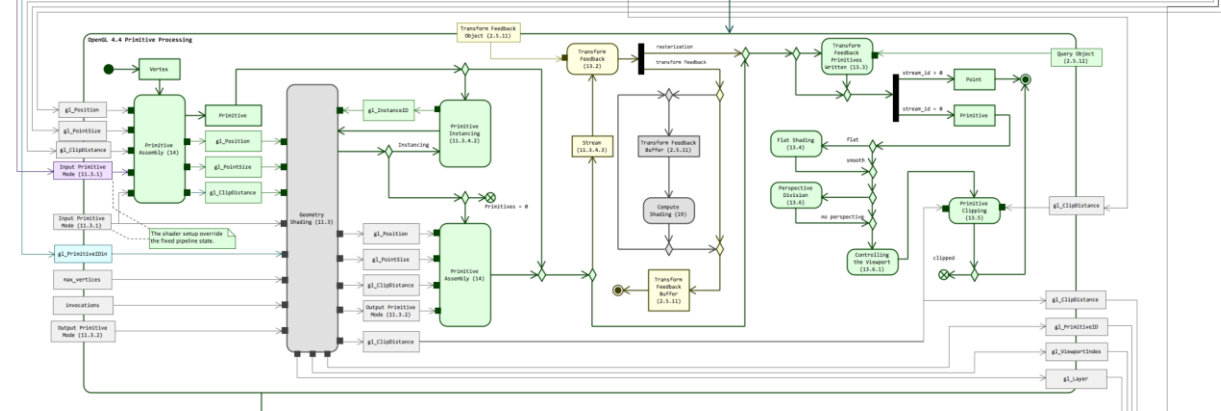 OpenGL 4.4 Primitive Processing
Transform Feedback
Object (2.5.11)
Vertex
gl_Position
gl_PointSize
gl_ClipDistance
Input Primitive
Mode (11.3.1)
Input Primitive
Mode (11.3.1)
gl_PrimitiveIDin
max_vertices
invocations
Output Primitive
Mode (11.3.2)
The shader setup override
the fixed pipeline state.
Primitive
Assembly (14)
Primitive
gl_Position
gl_PointSize
gl_ClipDistance
Geometry
Shading (11.3)
gl_InstanceID
Primitive
Instancing
(11.3.4.2)
Instancing
Primitives = 0
gl_Position
gl_PointSize
gl_ClipDistance
Output Primitive
Mode (11.3.2)
gl_ClipDistance
Primitive
Assembly (14)
Transform
Feedback
(13.2)
rasterization
transform feedback
Stream
(11.3.4.3)
Transform Feedback
Buffer (2.5.11)
Compute
Shading (19)
Transform
Feedback
Buffer
(2.5.11)
Transform
Feedback
Primitives
Written (13.3)
Query Object
(2.5.12)
stream_id > 0
Point
stream_id = 0
Primitive
Flat Shading
(13.4)
flat
smooth
Perspective
Division
(13.6)
no perspective
Controlling
the Viewport
(13.6.1)
Primitive
Clipping
(13.5)
clipped
gl_ClipDistance
gl_ClipDistance
gl_PrimitiveID
gl_ViewportIndex
gl_Layer